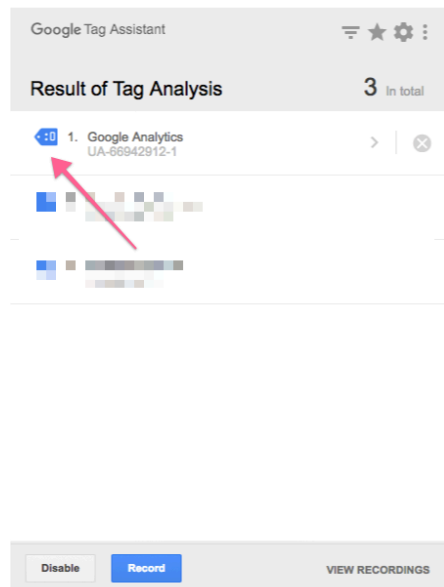 Google Tag Assistant
Result of Tag Analysis 3 In total
1. Google Analytics
UA-66942912-1
Disable Record VIEW RECORDINGS